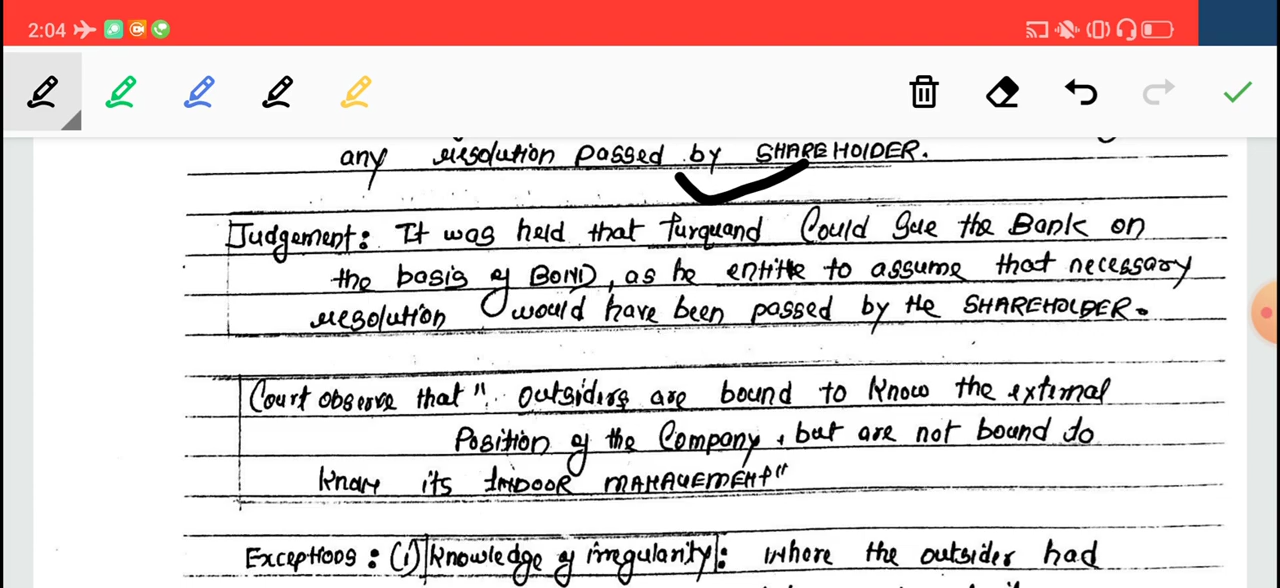 2:04
any resolution passed by SHAREHOLDER.
Judgement: It was held that Turquand Could Sue the Bank on
the basis of BOND, as he entitle to assume that necessary
resolution would have been passed by the SHAREHOLDER.
Court observe that ". outsiders are bound to know the external
Position of the Company, but are not bound do
know its INDOOR MANAGEMENT"
Exceptions: (i) knowledge of irregularity: where the outsider had